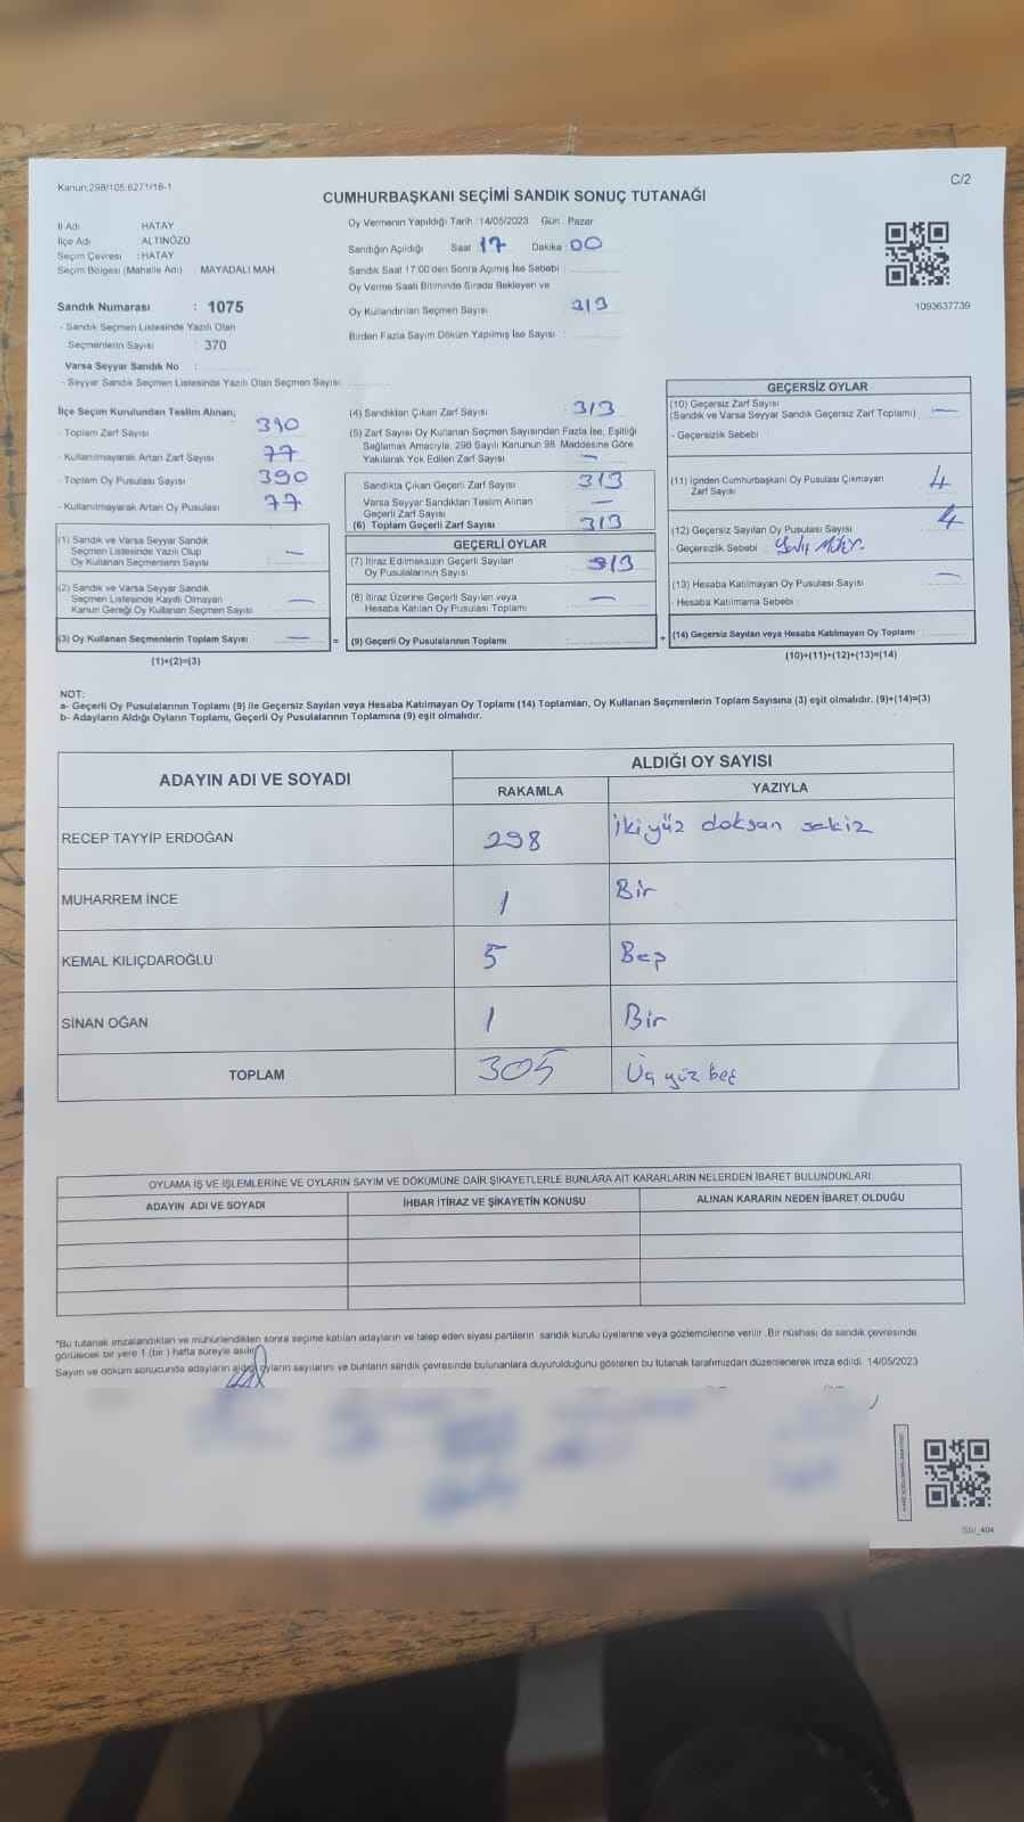 Kanun:298/105.6271/16-1
C/2
CUMHURBAŞKANI SEÇİMİ SANDIK SONUÇ TUTANAĞI
İl Adı HATAY
İlçe Adı ALTINÖZÜ
Seçim Çevresi : HATAY
Seçim Bölgesi (Mahalle Adı) MAYADALI MAH.
Sandık Numarası : 1075
- Sandık Seçmen Listesinde Yazılı Olan
Seçmenlerin Sayısı 370
Varsa Seyyar Sandık No :
- Seyyar Sandık Seçmen Listesinde Yazılı Olan Seçmen Sayısı
Oy Vermenin Yapıldığı Tarih :14/05/2023 Gün : Pazar
Sandığın Açıldığı Saat 17 Dakika : 00
Sandık Saat 17:00'den Sonra Açılmış İse Sebebi :
Oy Verme Saati Bitiminde Sırada Bekleyen ve
Oy Kullandırılan Seçmen Sayısı 313
Birden Fazla Sayım Döküm Yapılmış İse Sayısı :
1093637739
İlçe Seçim Kurulundan Teslim Alınan;
- Toplam Zarf Sayısı 390
- Kullanılmayarak Artan Zarf Sayısı 77
- Toplam Oy Pusulası Sayısı 390
- Kullanılmayarak Artan Oy Pusulası 77
(1) Sandık ve Varsa Seyyar Sandık
Seçmen Listesinde Yazılı Olup
Oy Kullanan Seçmenlerin Sayısı —
(2) Sandık ve Varsa Seyyar Sandık
Seçmen Listesinde Kaydı Olmayan
Kanun Gereği Oy Kullanan Seçmen Sayısı —
(3) Oy Kullanan Seçmenlerin Toplam Sayısı —
(1)+(2)=(3)
=
(4) Sandıktan Çıkan Zarf Sayısı 313
(5) Zarf Sayısı Oy Kullanan Seçmen Sayısından Fazla İse, Eşitliği
Sağlamak Amacıyla, 298 Sayılı Kanunun 98. Maddesine Göre
Yakılarak Yok Edilen Zarf Sayısı —
Sandıkta Çıkan Geçerli Zarf Sayısı 313
Varsa Seyyar Sandıktan Teslim Alınan
Geçerli Zarf Sayısı —
(6) Toplam Geçerli Zarf Sayısı 313
GEÇERLİ OYLAR
(7) İtiraz Edilmeksizin Geçerli Sayılan
Oy Pusulalarının Sayısı 313
(8) İtiraz Üzerine Geçerli Sayılan veya
Hesaba Katılan Oy Pusulası Toplamı —
(9) Geçerli Oy Pusulalarının Toplamı
+
GEÇERSİZ OYLAR
(10) Geçersiz Zarf Sayısı
(Sandık ve Varsa Seyyar Sandık Geçersiz Zarf Toplamı) —
- Geçersizlik Sebebi
(11) İçinden Cumhurbaşkanı Oy Pusulası Çıkmayan
Zarf Sayısı 4
(12) Geçersiz Sayılan Oy Pusulası Sayısı 4
- Geçersizlik Sebebi
(13) Hesaba Katılmayan Oy Pusulası Sayısı —
- Hesaba Katılmama Sebebi
(14) Geçersiz Sayılan veya Hesaba Katılmayan Oy Toplamı
(10)+(11)+(12)+(13)=(14)
NOT:
a- Geçerli Oy Pusulalarının Toplamı (9) ile Geçersiz Sayılan veya Hesaba Katılmayan Oy Toplamı (14) Toplamları, Oy Kullanan Seçmenlerin Toplam Sayısına (3) eşit olmalıdır. (9)+(14)=(3)
b- Adayların Aldığı Oyların Toplamı, Geçerli Oy Pusulalarının Toplamına (9) eşit olmalıdır.
ADAYIN ADI VE SOYADI
ALDIĞI OY SAYISI
RAKAMLA YAZIYLA
RECEP TAYYİP ERDOĞAN 298 İkiyüz doksan sekiz
MUHARREM İNCE 1 Bir
KEMAL KILIÇDAROĞLU 5 Beş
SİNAN OĞAN 1 Bir
TOPLAM 305 Üç yüz beş
OYLAMA İŞ VE İŞLEMLERİNE VE OYLARIN SAYIM VE DÖKÜMÜNE DAİR ŞİKAYETLERLE BUNLARA AİT KARARLARIN NELERDEN İBARET BULUNDUKLARI
ADAYIN ADI VE SOYADI İHBAR İTİRAZ VE ŞİKAYETİN KONUSU ALINAN KARARIN NEDEN İBARET OLDUĞU
*Bu tutanak imzalandıktan ve mühürlendikten sonra seçime katılan adayların ve talep eden siyasi partilerin sandık kurulu üyelerine veya gözlemcilerine verilir. Bir nüshası da sandık çevresinde
görülecek bir yere 1 (bir ) hafta süreyle asılır.
Sayım ve döküm sonucunda adayların aldığı oyların sayılarını ve bunların sandık çevresinde bulunanlara duyurulduğunu gösteren bu tutanak tarafımızdan düzenlenerek imza edildi. 14/05/2023